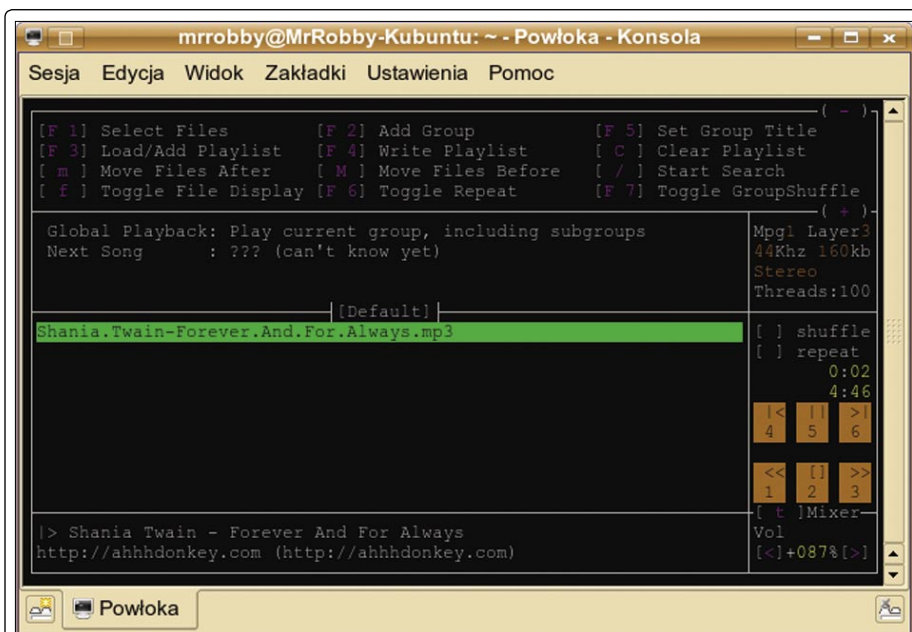 mrrobby@MrRobby-Kubuntu: ~ - Powłoka - Konsola
Sesja Edycja Widok Zakładki Ustawienia Pomoc
( - )
[F 1] Select Files [F 2] Add Group [F 5] Set Group Title
[F 3] Load/Add Playlist [F 4] Write Playlist [ C ] Clear Playlist
[ m ] Move Files After [ M ] Move Files Before [ / ] Start Search
[ f ] Toggle File Display [F 6] Toggle Repeat [F 7] Toggle GroupShuffle
( + )
Global Playback: Play current group, including subgroups
Next Song : ??? (can't know yet)
Mpg1 Layer3
44Khz 160kb
Stereo
Threads:100
[Default]
Shania.Twain-Forever.And.For.Always.mp3
[ ] shuffle
[ ] repeat
0:02
4:46
|< || >|
4 5 6
<< [] >>
1 2 3
[ t ]Mixer
Vol
[<]+087%[>]
|> Shania Twain - Forever And For Always
http://ahhhdonkey.com (http://ahhhdonkey.com)
Powłoka